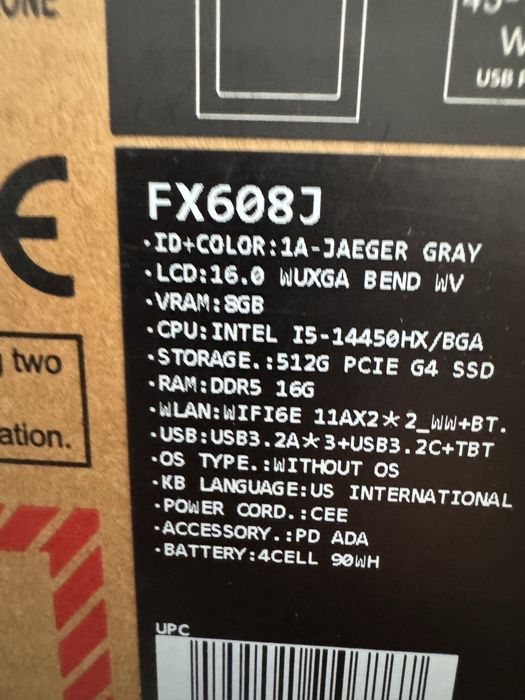 ONE
45-
W
USB P
CE
FX608J
·ID+COLOR:1A-JAEGER GRAY
·LCD:16.0 WUXGA BEND WV
·VRAM:8GB
·CPU:INTEL I5-14450HX/BGA
·STORAGE.:512G PCIE G4 SSD
·RAM:DDR5 16G
·WLAN:WIFI6E 11AX2*2_WW+BT.
·USB:USB3.2A*3+USB3.2C+TBT
·OS TYPE.:WITHOUT OS
·KB LANGUAGE:US INTERNATIONAL
·POWER CORD.:CEE
·ACCESSORY.:PD ADA
·BATTERY:4CELL 90WH
two
ation.
UPC